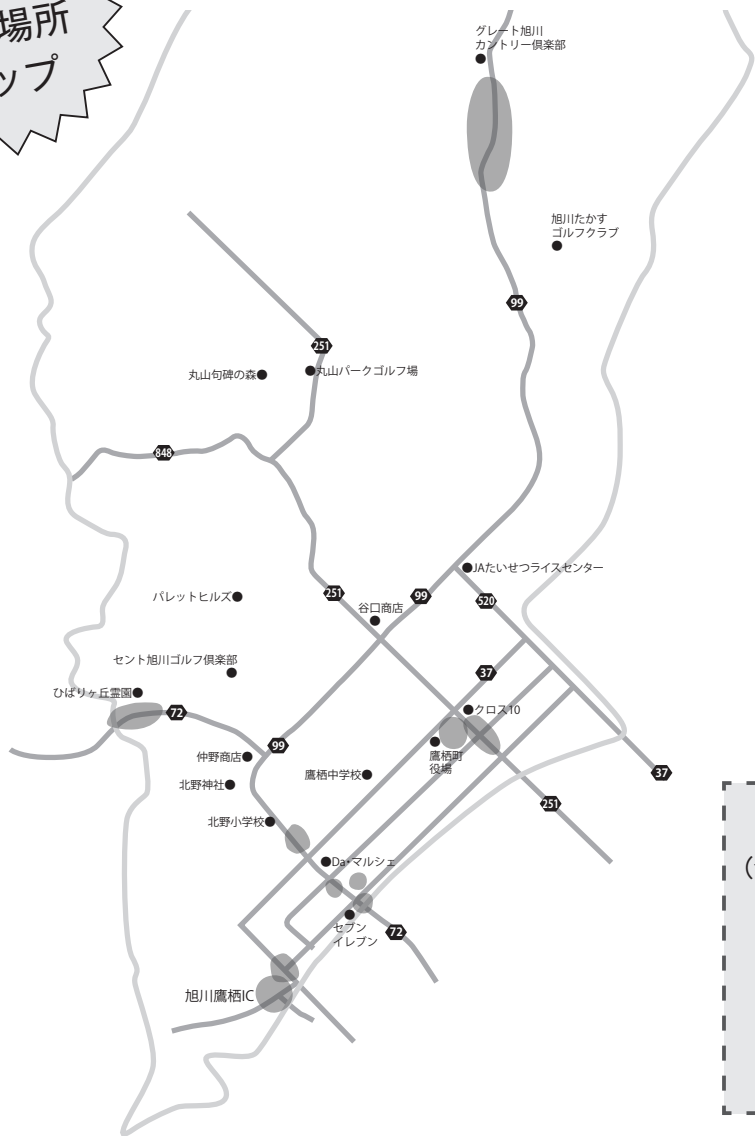 場所
ップ
グレート旭川
カントリー倶楽部
旭川たかす
ゴルフクラブ
99
251
丸山句碑の森
丸山パークゴルフ場
848
JAたいせつライスセンター
251
99
520
パレットヒルズ
谷口商店
セント旭川ゴルフ倶楽部
37
ひばりヶ丘霊園
72
クロス10
99
仲野商店
鷹栖町
役場
鷹栖中学校
37
北野神社
251
北野小学校
Da・マルシェ
セブン
イレブン
72
旭川鷹栖IC